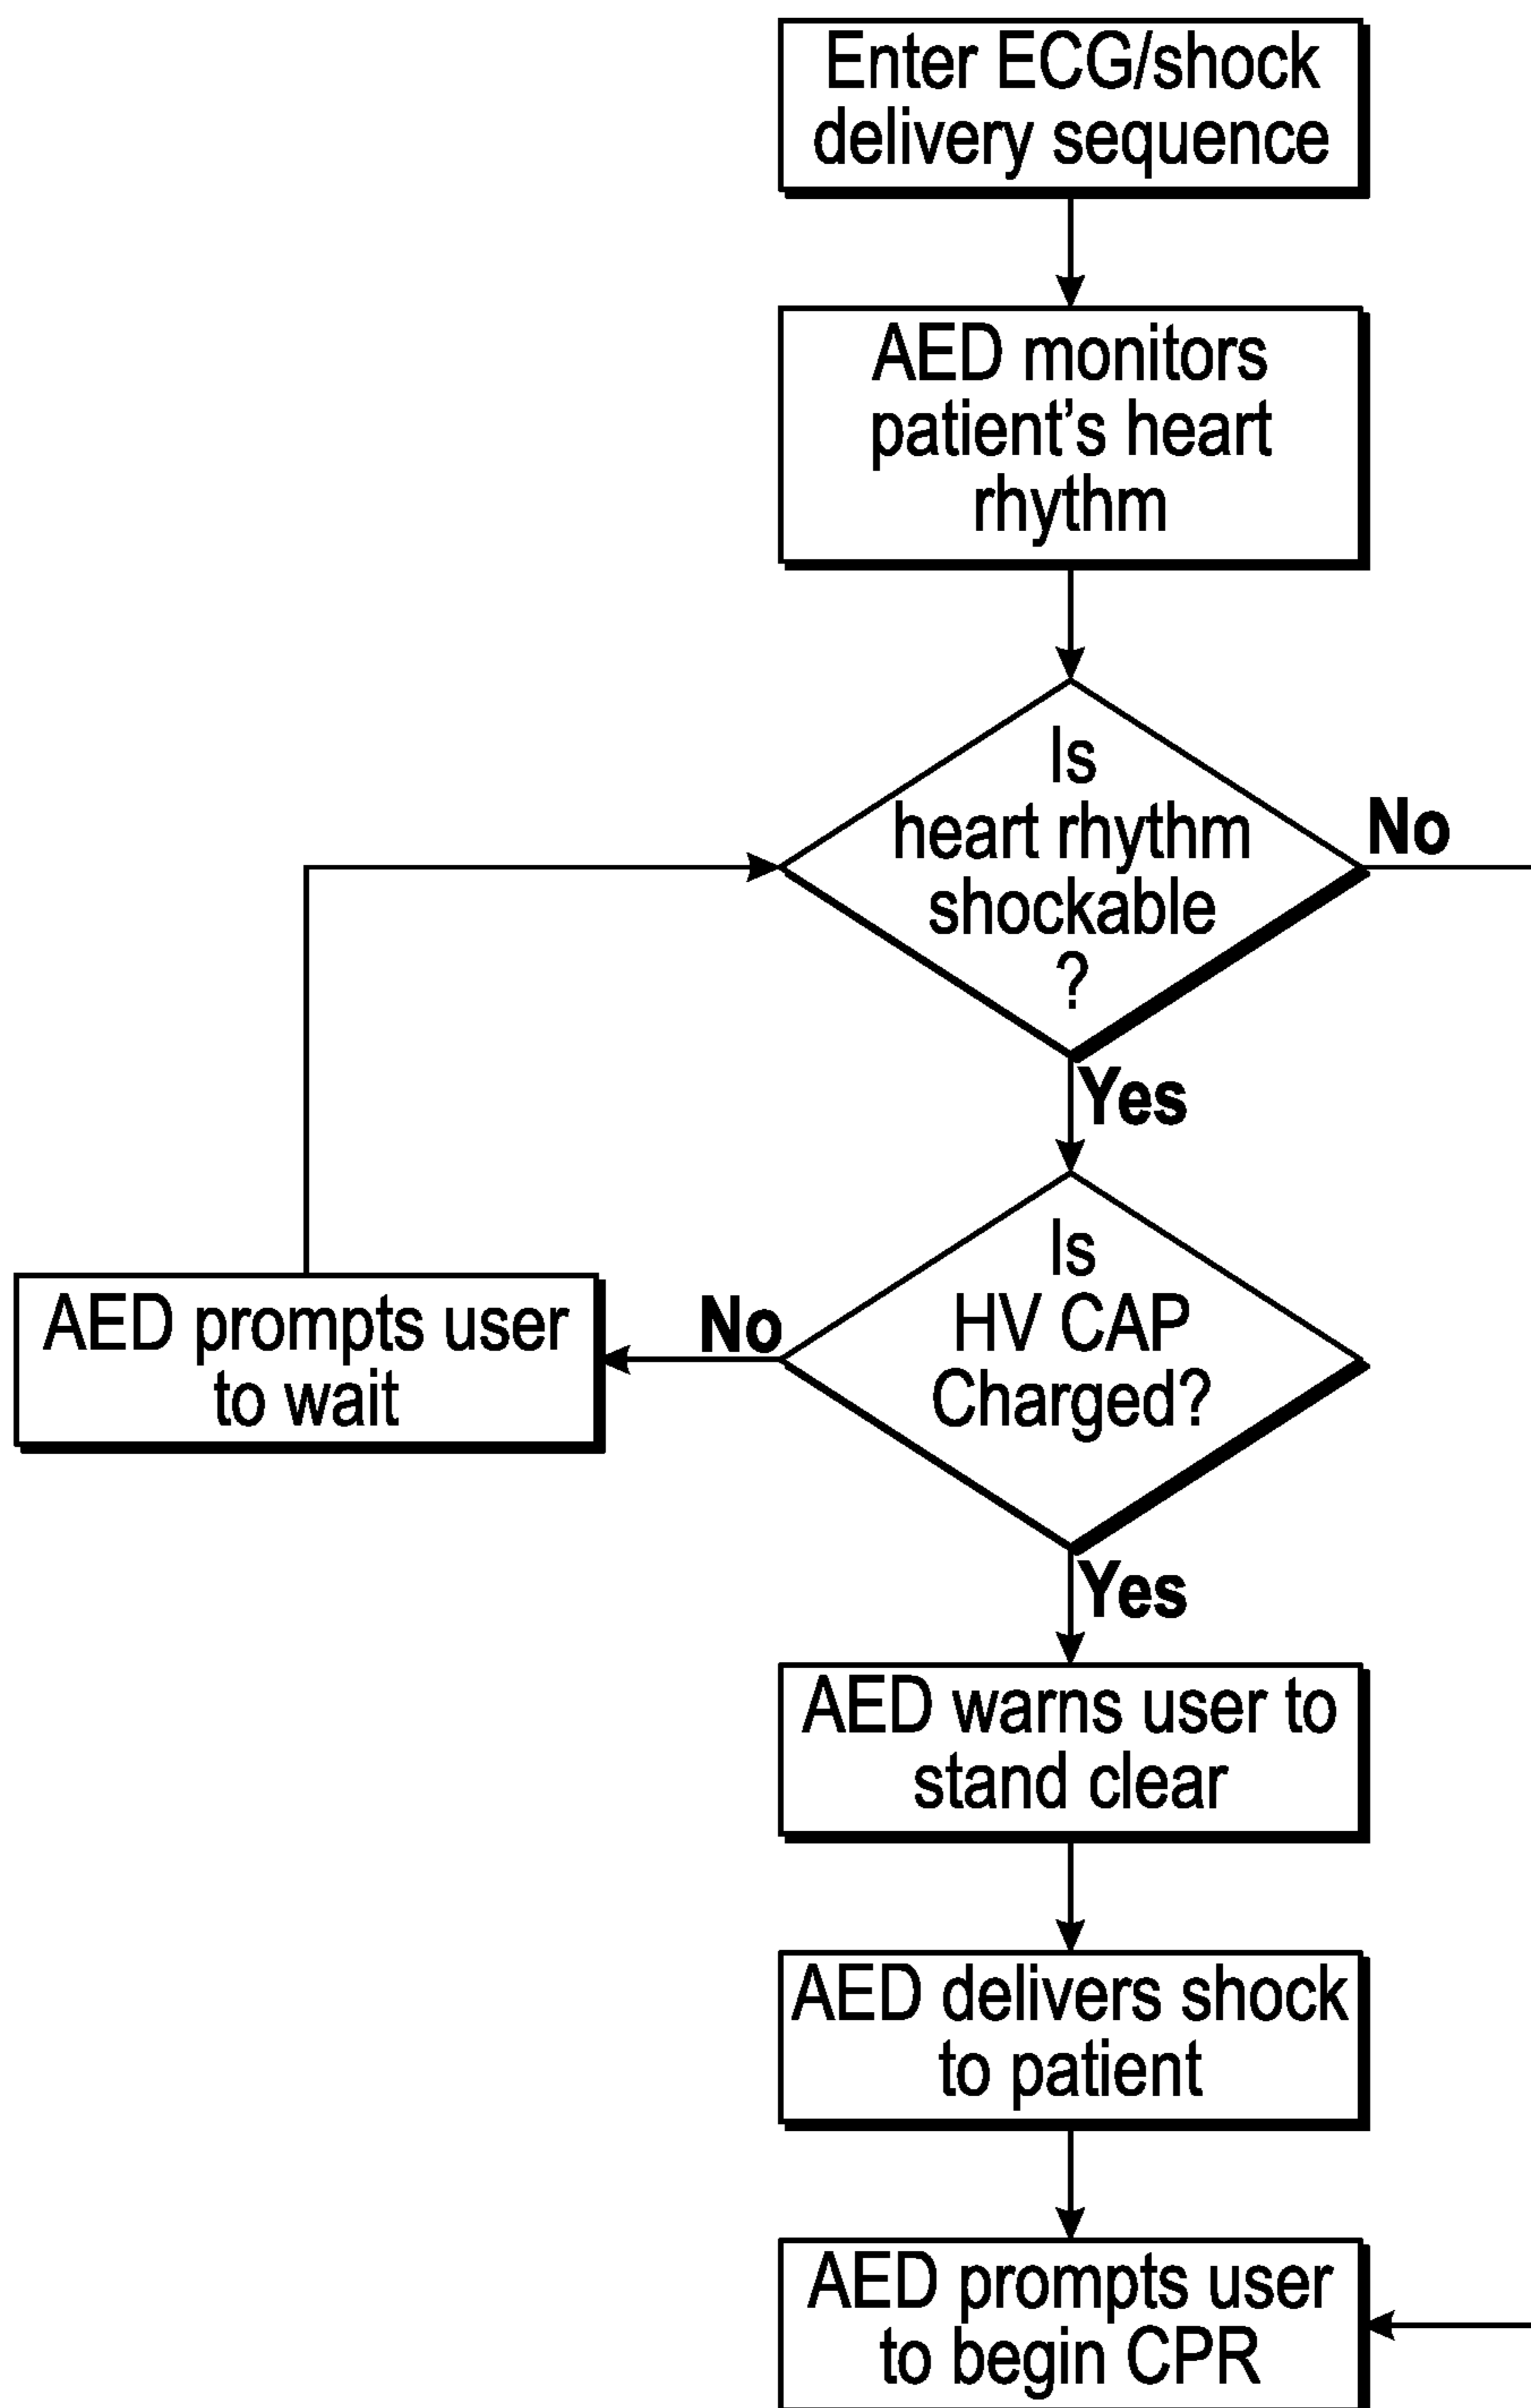 Enter ECG/shock
delivery sequence
AED monitors
patient's heart
rhythm
Is
heart rhythm
shockable
?
No
Yes
Is
HV CAP
Charged?
No
AED prompts user
to wait
Yes
AED warns user to
stand clear
AED delivers shock
to patient
AED prompts user
to begin CPR